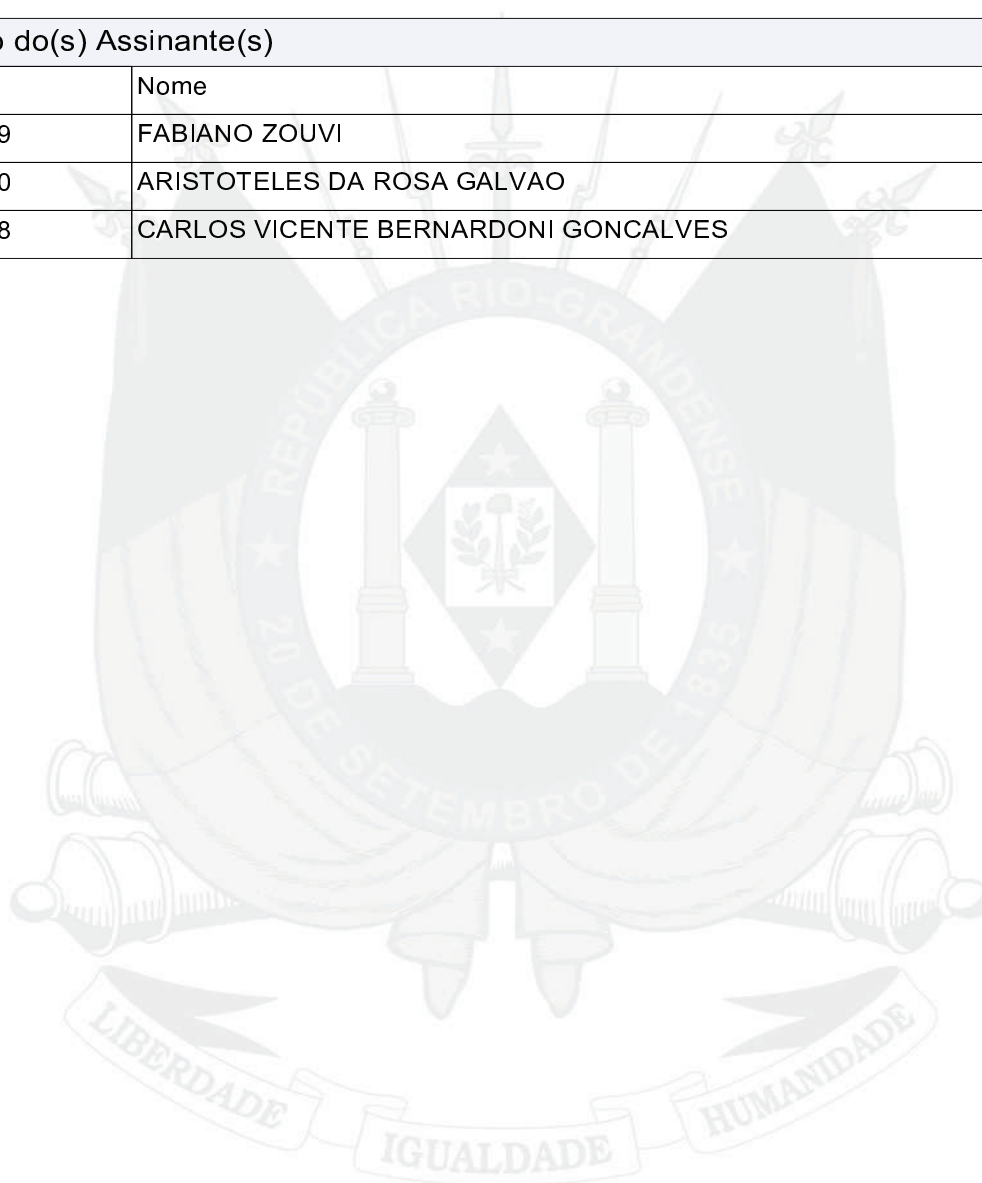 o do(s) Assinante(s)
Nome
9 FABIANO ZOUVI
0 ARISTOTELES DA ROSA GALVAO
8 CARLOS VICENTE BERNARDONI GONCALVES
REPÚBLICA RIO-GRANDENSE
20 DE SETEMBRO DE 1835
LIBERDADE IGUALDADE HUMANIDADE